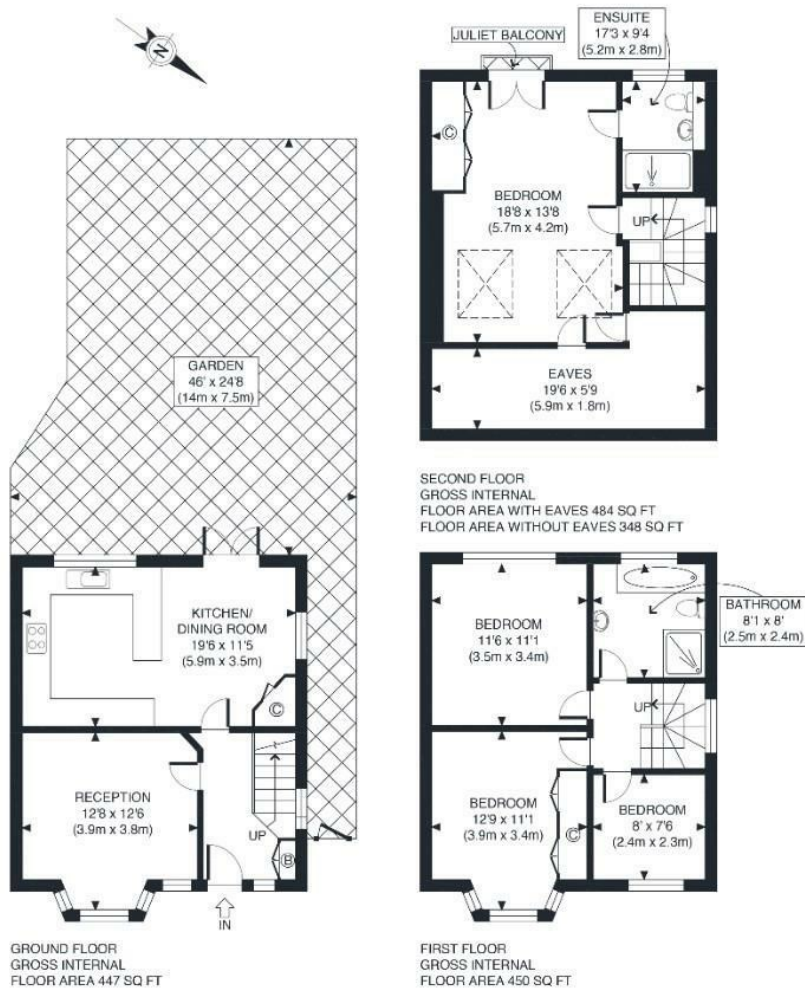 N
JULIET BALCONY
ENSUITE
17'3 x 9'4
(5.2m x 2.8m)
C
BEDROOM
18'8 x 13'8
(5.7m x 4.2m)
UP
EAVES
19'6 x 5'9
(5.9m x 1.8m)
SECOND FLOOR
GROSS INTERNAL
FLOOR AREA WITH EAVES 484 SQ FT
FLOOR AREA WITHOUT EAVES 348 SQ FT
GARDEN
46' x 24'8
(14m x 7.5m)
KITCHEN/
DINING ROOM
19'6 x 11'5
(5.9m x 3.5m)
C
RECEPTION
12'8 x 12'6
(3.9m x 3.8m)
UP
B
IN
GROUND FLOOR
GROSS INTERNAL
FLOOR AREA 447 SQ FT
BEDROOM
11'6 x 11'1
(3.5m x 3.4m)
BATHROOM
8'1 x 8'
(2.5m x 2.4m)
UP
BEDROOM
12'9 x 11'1
(3.9m x 3.4m)
C
BEDROOM
8' x 7'6
(2.4m x 2.3m)
FIRST FLOOR
GROSS INTERNAL
FLOOR AREA 450 SQ FT